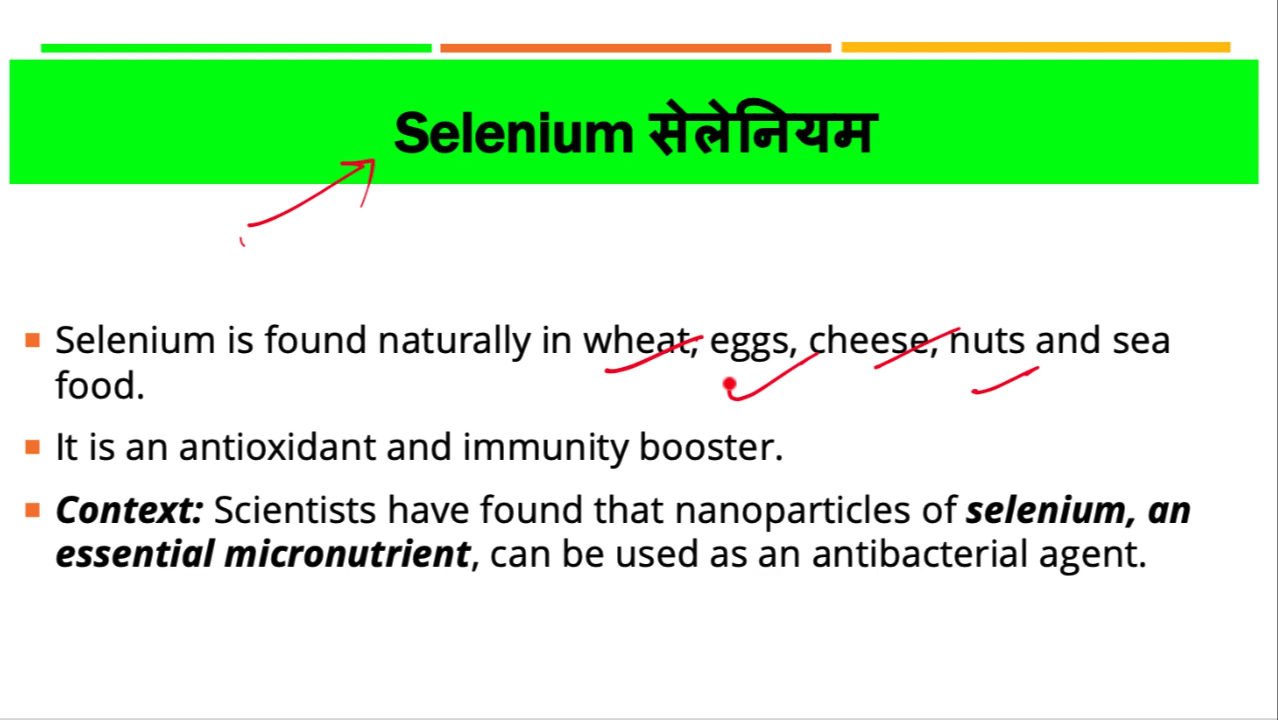 Selenium सेलेनियम
Selenium is found naturally in wheat, eggs, cheese, nuts and sea
food.
It is an antioxidant and immunity booster.
Context: Scientists have found that nanoparticles of selenium, an
essential micronutrient, can be used as an antibacterial agent.